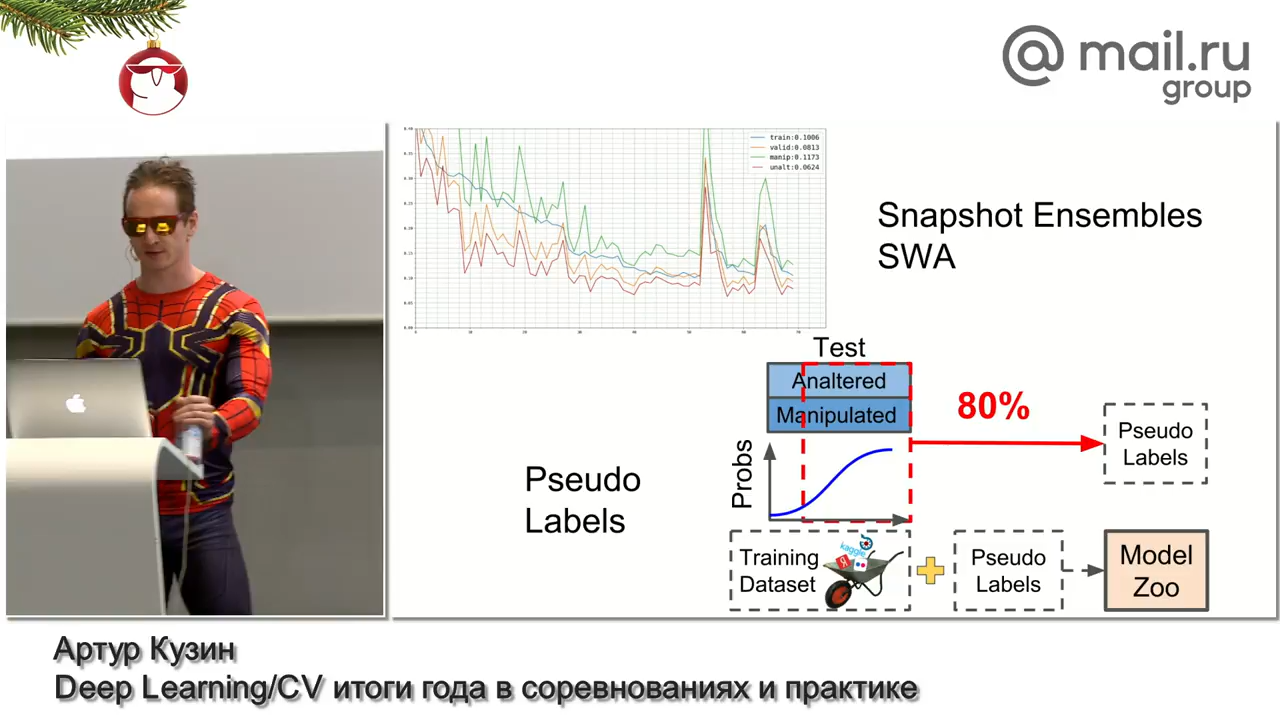 @ mail.ru
group
train:0.1006
valid:0.0813
manip:0.1173
unalt:0.0624
Snapshot Ensembles
SWA
Test
Analtered
Manipulated
80%
Pseudo
Labels
Probs
Pseudo
Labels
Training
Dataset
kaggle
Я
Pseudo
Labels
Model
Zoo
Артур Кузин
Deep Learning/CV итоги года в соревнованиях и практике